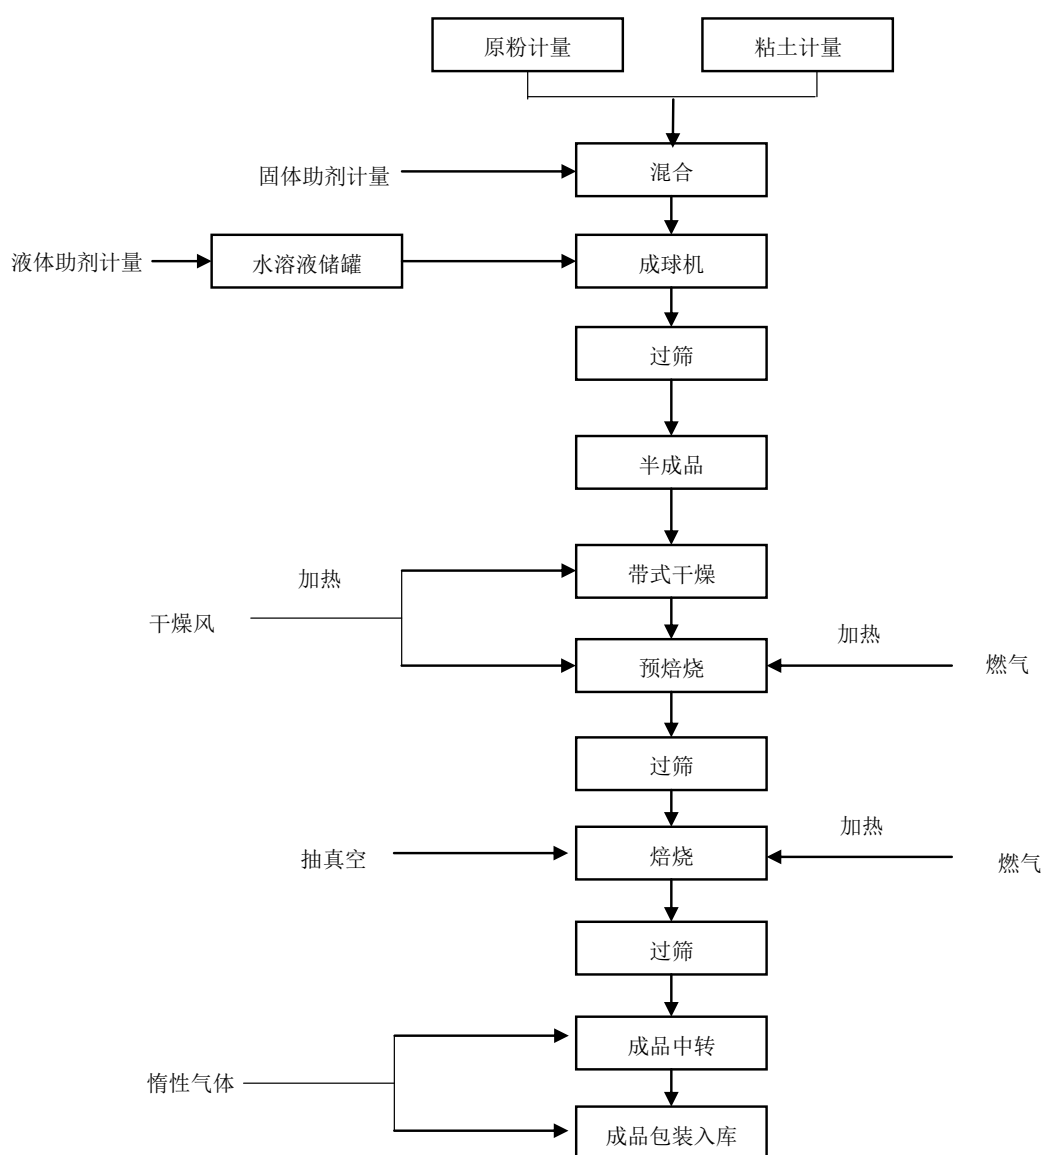 原粉计量
粘土计量
固体助剂计量
混合
液体助剂计量
水溶液储罐
成球机
过筛
半成品
加热
带式干燥
干燥风
加热
预焙烧
燃气
过筛
加热
抽真空
焙烧
燃气
过筛
成品中转
惰性气体
成品包装入库